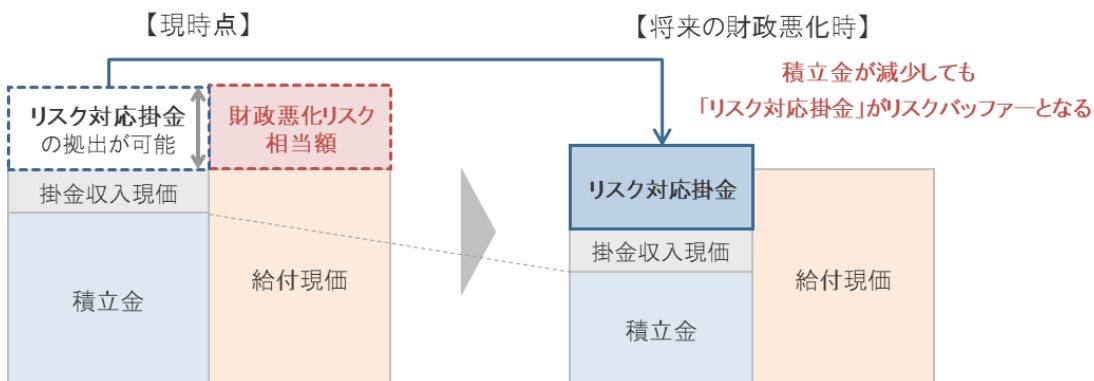 【現時点】
【将来の財政悪化時】
積立金が減少しても
「リスク対応掛金」がリスクバッファーとなる
リスク対応掛金
の拠出が可能
財政悪化リスク
相当額
掛金収入現価
積立金
給付現価
リスク対応掛金
掛金収入現価
積立金
給付現価